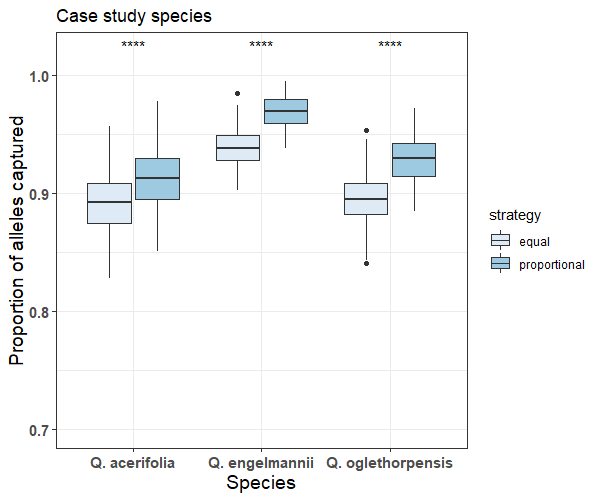 Case study species
**** **** ****
1.0
0.9
0.8
0.7
Proportion of alleles captured
Q. acerifolia Q. engelmannii Q. oglethorpensis
Species
strategy
equal
proportional